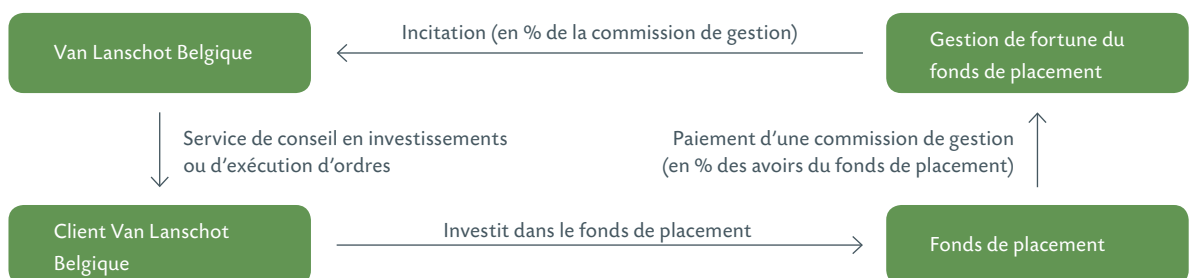 Incitation (en % de la commission de gestion)
Van Lanschot Belgique
Gestion de fortune du
fonds de placement
Service de conseil en investissements
ou d’exécution d’ordres
Paiement d’une commission de gestion
(en % des avoirs du fonds de placement)
Client Van Lanschot
Belgique
Investit dans le fonds de placement
Fonds de placement